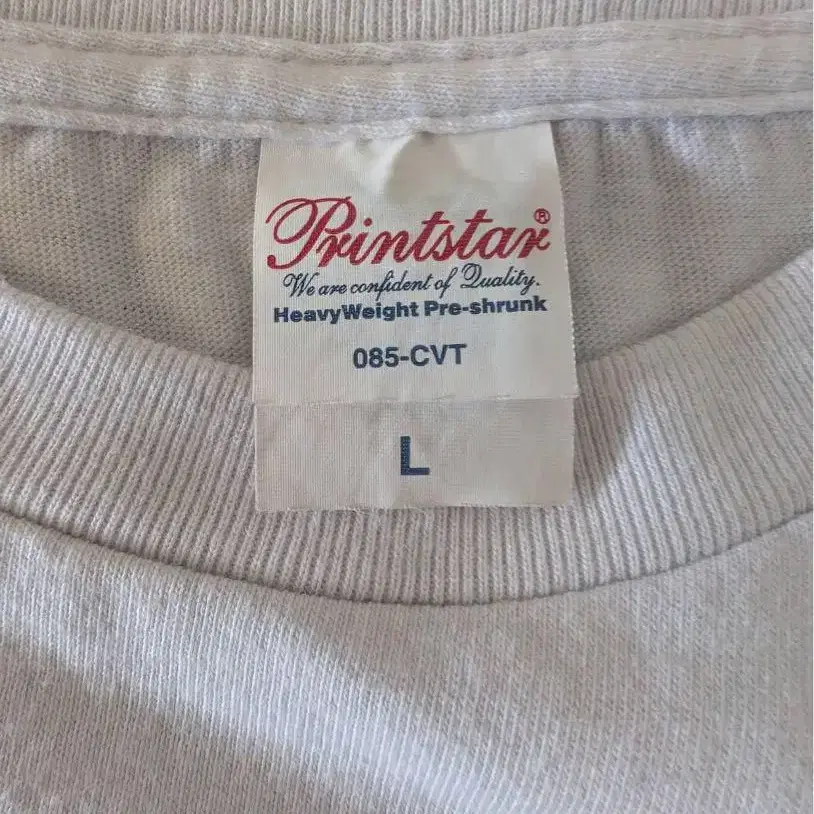 Printstar®
We are confident of Quality.
HeavyWeight Pre-shrunk
085-CVT
L